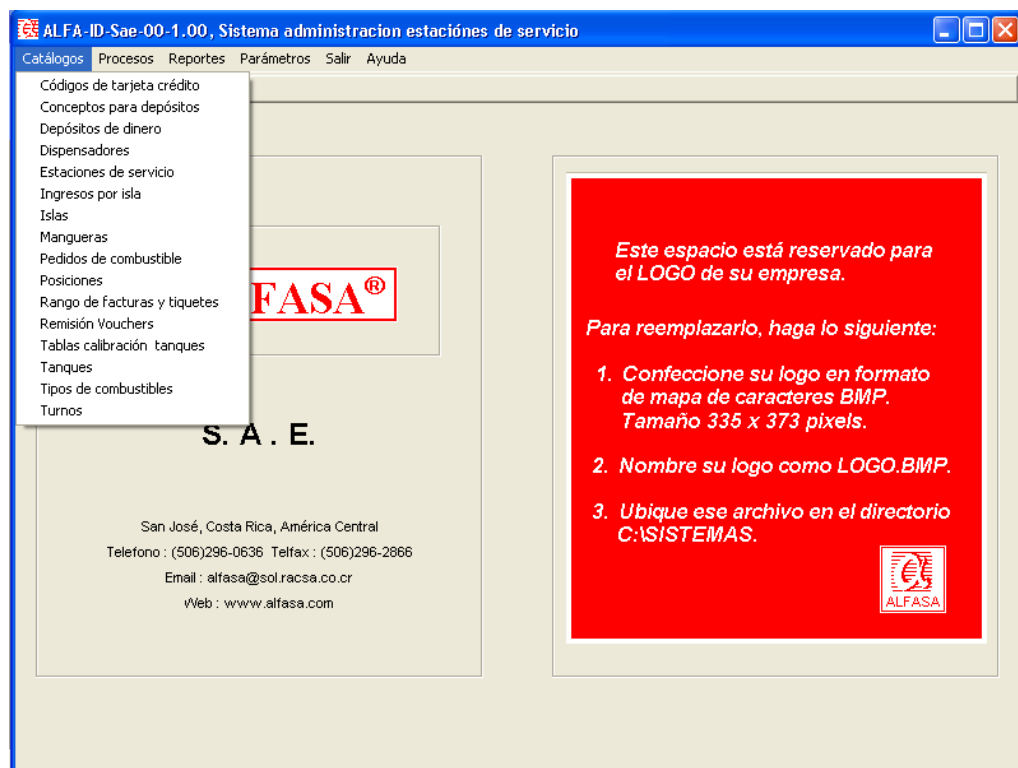 ALFA-ID-Sae-00-1.00, Sistema administracion estaciónes de servicio
Catálogos Procesos Reportes Parámetros Salir Ayuda
Códigos de tarjeta crédito
Conceptos para depósitos
Depósitos de dinero
Dispensadores
Estaciones de servicio
Ingresos por isla
Islas
Mangueras
Pedidos de combustible
Posiciones
Rango de facturas y tiquetes
Remisión Vouchers
Tablas calibración tanques
Tanques
Tipos de combustibles
Turnos
FASA®
S. A . E.
San José, Costa Rica, América Central
Telefono : (506)296-0636 Telfax : (506)296-2866
Email : alfasa@sol.racsa.co.cr
Web : www.alfasa.com
Este espacio está reservado para
el LOGO de su empresa.
Para reemplazarlo, haga lo siguiente:
1. Confeccione su logo en formato
de mapa de caracteres BMP.
Tamaño 335 x 373 pixels.
2. Nombre su logo como LOGO.BMP.
3. Ubique ese archivo en el directorio
C:\SISTEMAS.
ALFASA